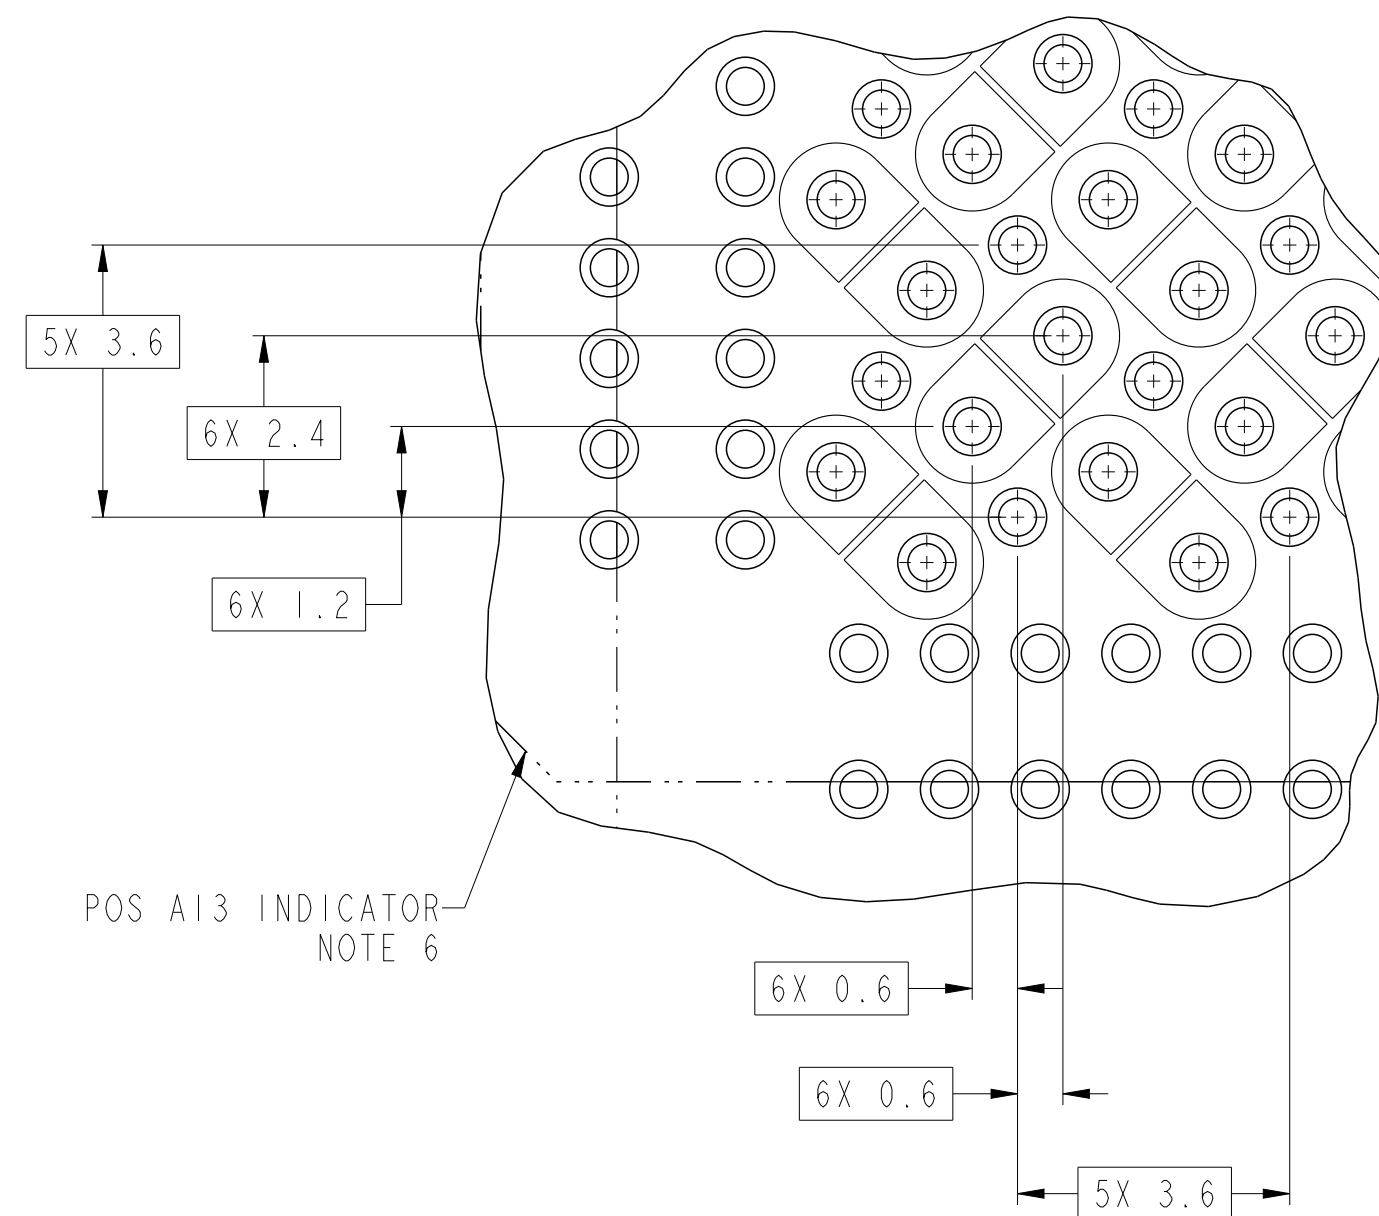 5X 3.6
6X 2.4
6X 1.2
POS A13 INDICATOR
NOTE 6
6X 0.6
6X 0.6
5X 3.6